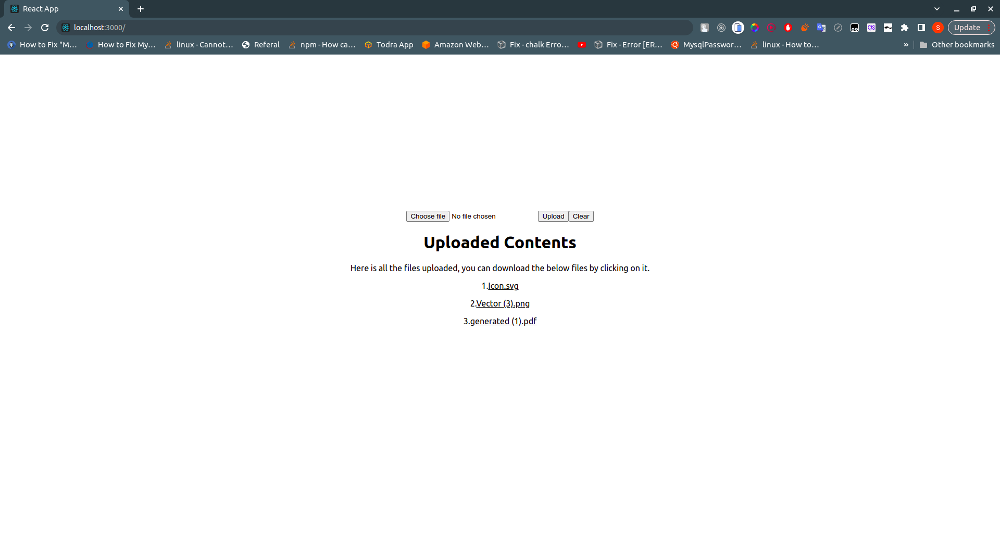 React App
localhost:3000/
Update
How to Fix "M...
How to Fix My...
linux - Cannot...
Referal
npm - How ca...
Todra App
Amazon Web...
Fix - chalk Erro...
Fix - Error [ER...
MysqlPasswor...
linux - How to...
»
Other bookmarks
Choose file No file chosen Upload Clear
Uploaded Contents
Here is all the files uploaded, you can download the below files by clicking on it.
1.Icon.svg
2.Vector (3).png
3.generated (1).pdf